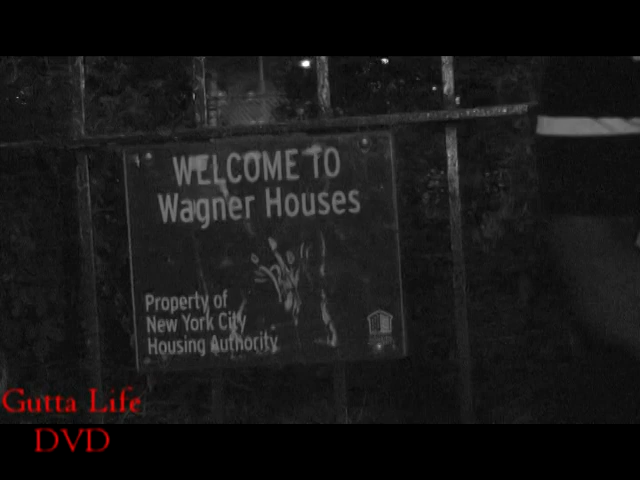 WELCOME TO
Wagner Houses
Property of
New York City
Housing Authority
Gutta Life
DVD